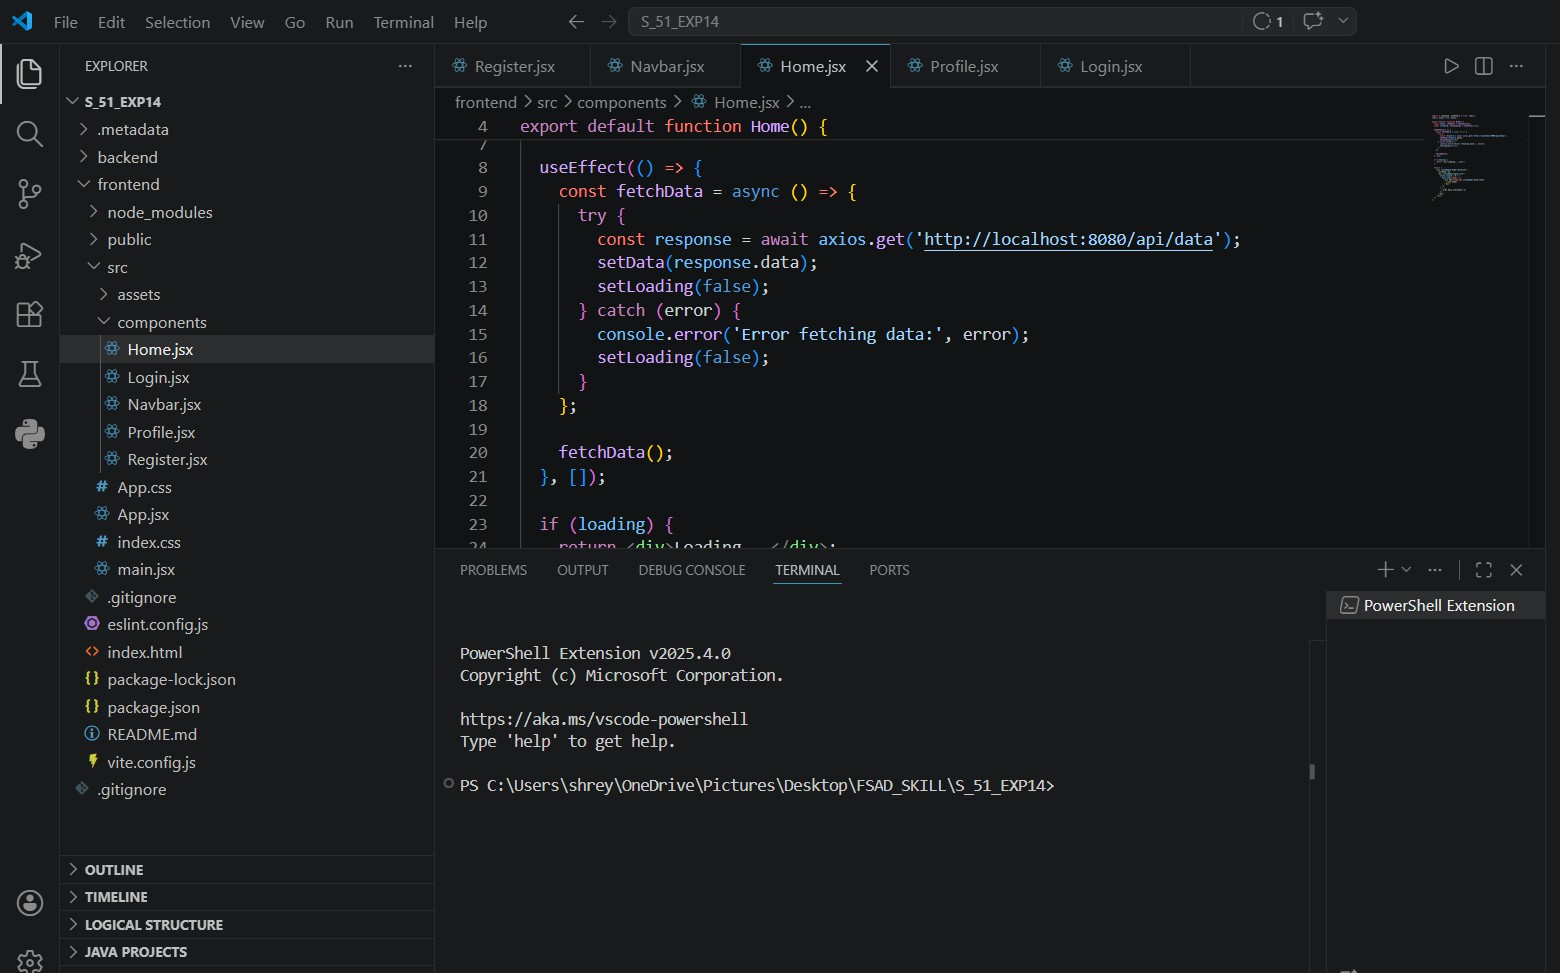 File Edit Selection View Go Run Terminal Help
S_51_EXP14
1
EXPLORER
S_51_EXP14
.metadata
backend
frontend
node_modules
public
src
assets
components
Home.jsx
Login.jsx
Navbar.jsx
Profile.jsx
Register.jsx
App.css
App.jsx
index.css
main.jsx
.gitignore
eslint.config.js
index.html
package-lock.json
package.json
README.md
vite.config.js
.gitignore
OUTLINE
TIMELINE
LOGICAL STRUCTURE
JAVA PROJECTS
Register.jsx Navbar.jsx Home.jsx Profile.jsx Login.jsx
frontend > src > components > Home.jsx > ...
4 export default function Home() {
7
8 useEffect(() => {
9 const fetchData = async () => {
10 try {
11 const response = await axios.get('http://localhost:8080/api/data');
12 setData(response.data);
13 setLoading(false);
14 } catch (error) {
15 console.error('Error fetching data:', error);
16 setLoading(false);
17 }
18 };
19
20 fetchData();
21 }, []);
22
23 if (loading) {
24 return <div>Loading...</div>;
PROBLEMS OUTPUT DEBUG CONSOLE TERMINAL PORTS
PowerShell Extension
PowerShell Extension v2025.4.0
Copyright (c) Microsoft Corporation.
https://aka.ms/vscode-powershell
Type 'help' to get help.
PS C:\Users\shrey\OneDrive\Pictures\Desktop\FSAD_SKILL\S_51_EXP14>